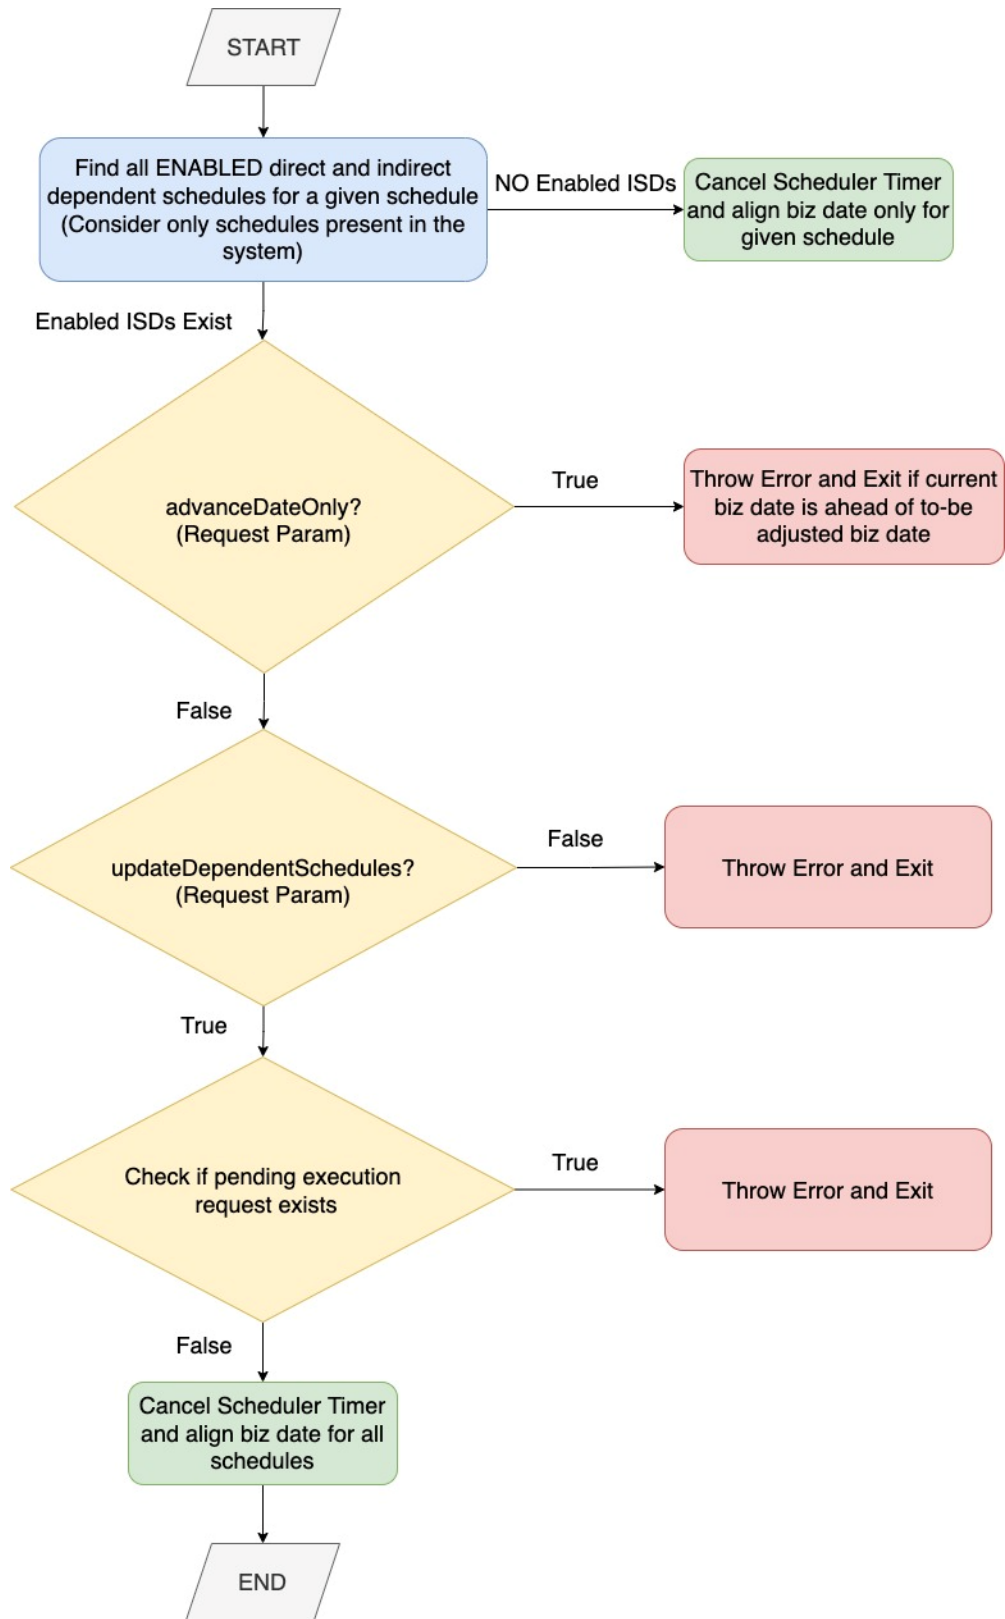 START
Find all ENABLED direct and indirect
dependent schedules for a given schedule
(Consider only schedules present in the
system)
NO Enabled ISDs
Cancel Scheduler Timer
and align biz date only for
given schedule
Enabled ISDs Exist
advanceDateOnly?
(Request Param)
True
Throw Error and Exit if current
biz date is ahead of to-be
adjusted biz date
False
updateDependentSchedules?
(Request Param)
False
Throw Error and Exit
True
Check if pending execution
request exists
True
Throw Error and Exit
False
Cancel Scheduler Timer
and align biz date for all
schedules
END